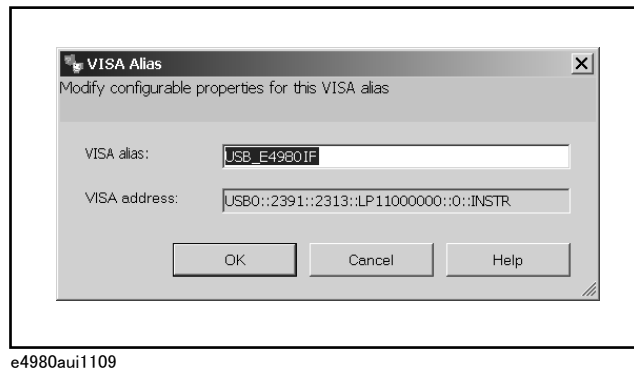 VISA Alias
Modify configurable properties for this VISA alias
VISA alias:
USB_E4980IF
VISA address:
USB0::2391::2313::LP11000000::0::INSTR
OK
Cancel
Help
e4980auj1109